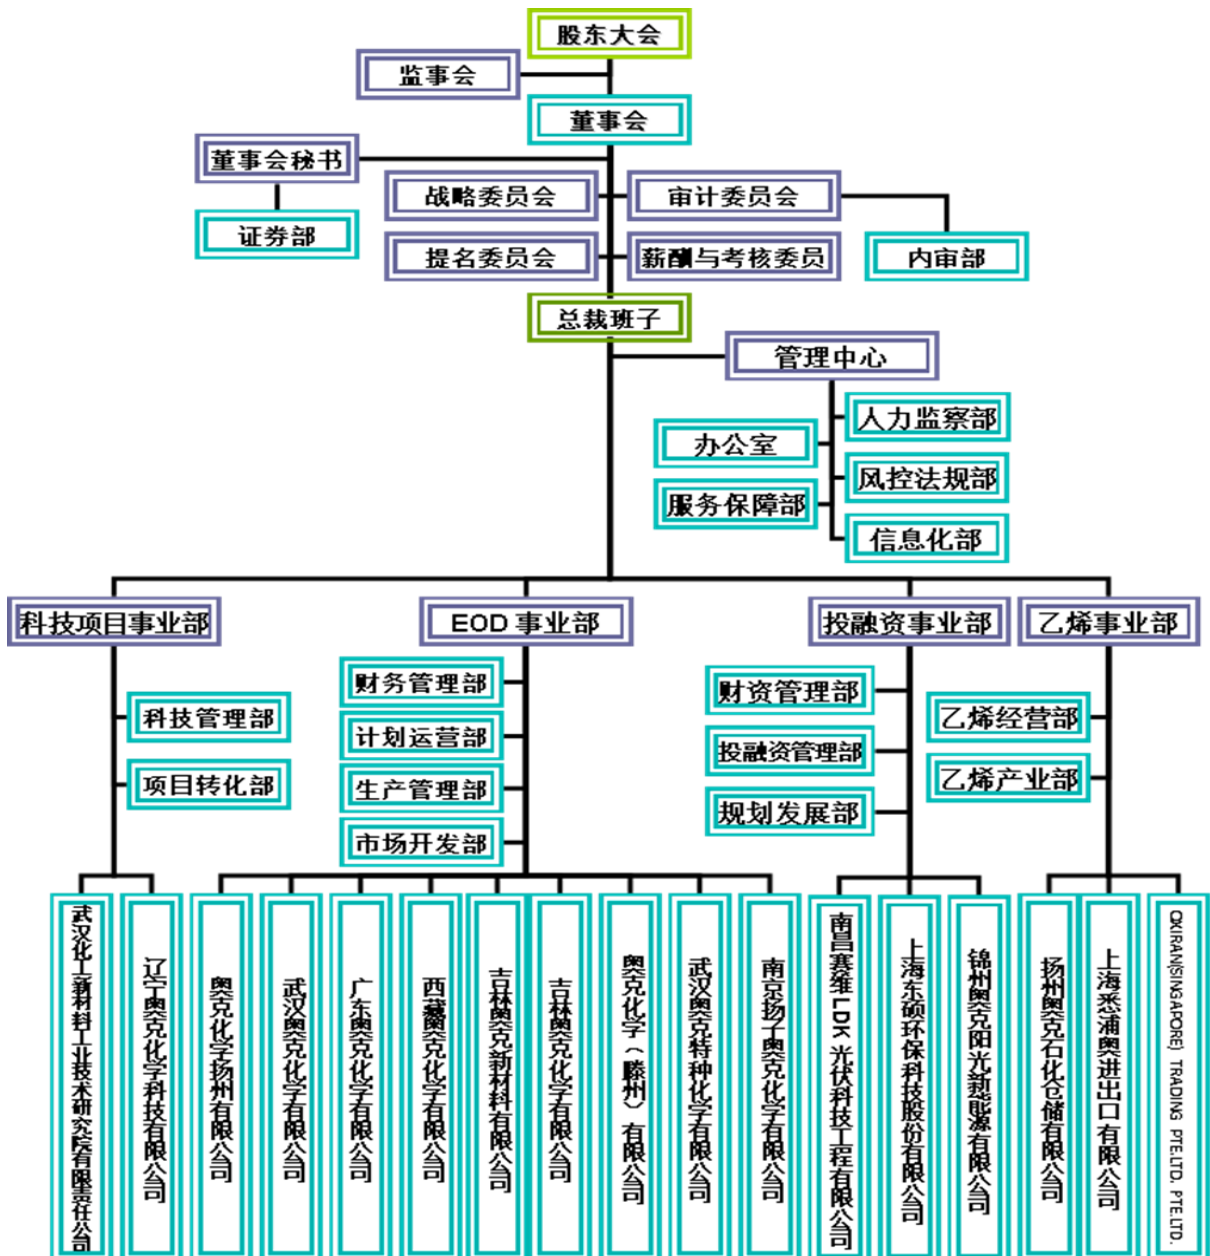 股东大会
监事会
董事会
董事会秘书
战略委员会
审计委员会
证券部
提名委员会
薪酬与考核委员
内审部
总裁班子
管理中心
人力监察部
办公室
风控法规部
服务保障部
信息化部
科技项目事业部
EOD 事业部
投融资事业部
乙烯事业部
财务管理部
财资管理部
科技管理部
乙烯经营部
计划运营部
投融资管理部
项目转化部
乙烯产业部
生产管理部
规划发展部
市场开发部
武汉化工新材料工业技术研究院有限责任公司
辽宁奥克化学科技有限公司
奥克化学扬州有限公司
武汉奥克化学有限公司
广东奥克化学有限公司
西藏奥克化学有限公司
吉林奥克新材料有限公司
吉林奥克化学有限公司
奥克化学（滕州）有限公司
武汉奥克特种化学有限公司
南京扬子奥克化学有限公司
南昌赛维 LDK 光伏科技工程有限公司
上海东硕环保科技股份有限公司
锦州奥克阳光新能源有限公司
扬州奥克石化仓储有限公司
上海悉浦奥进出口有限公司
OXIRAN(SINGAPORE) TRADING PTE.LTD. PTE.LTD.